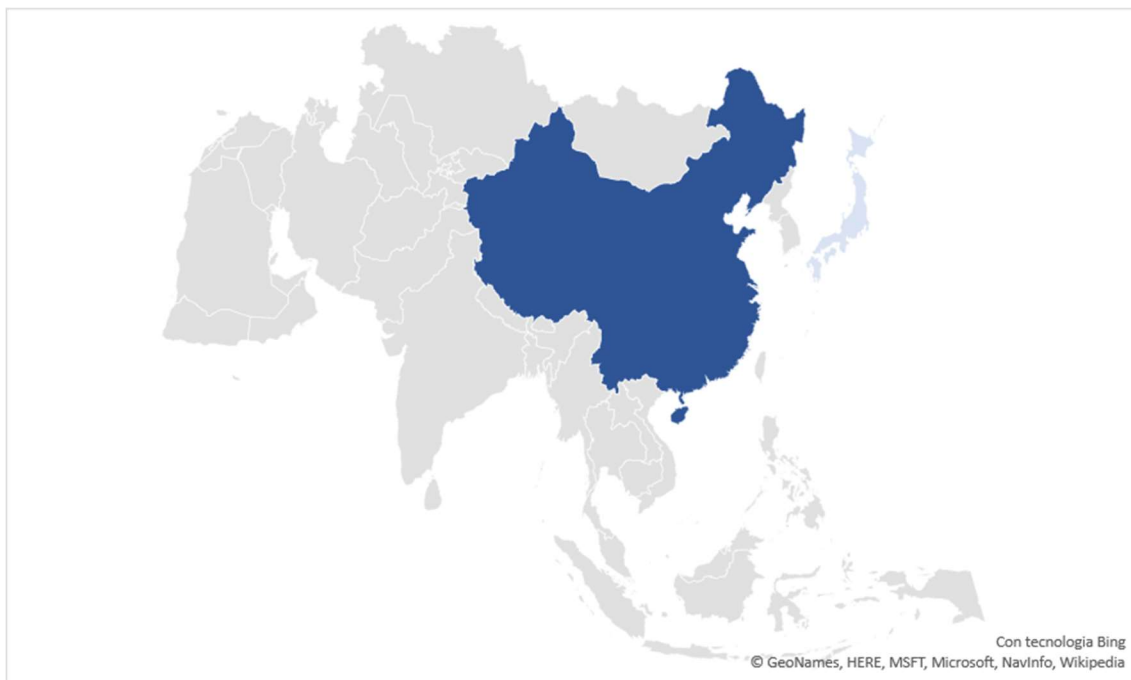 Con tecnologia Bing
© GeoNames, HERE, MSFT, Microsoft, NavInfo, Wikipedia